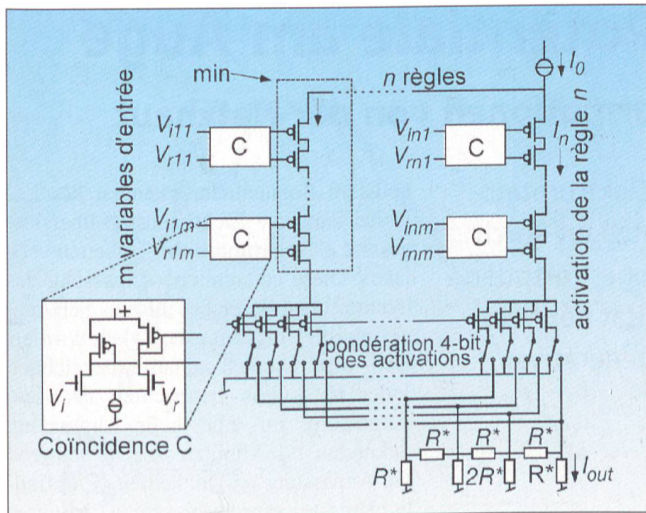 min
n règles
I0
m variables d'entrée
Vi11
Vr11
C
Vin1
Vrn1
C
In
Vi1m
Vr1m
C
Vinm
Vrnm
C
activation de la règle n
+
Vi
Vr
Coïncidence C
pondération 4-bit
des activations
R*
R*
R*
R*
2R*
R*
Iout